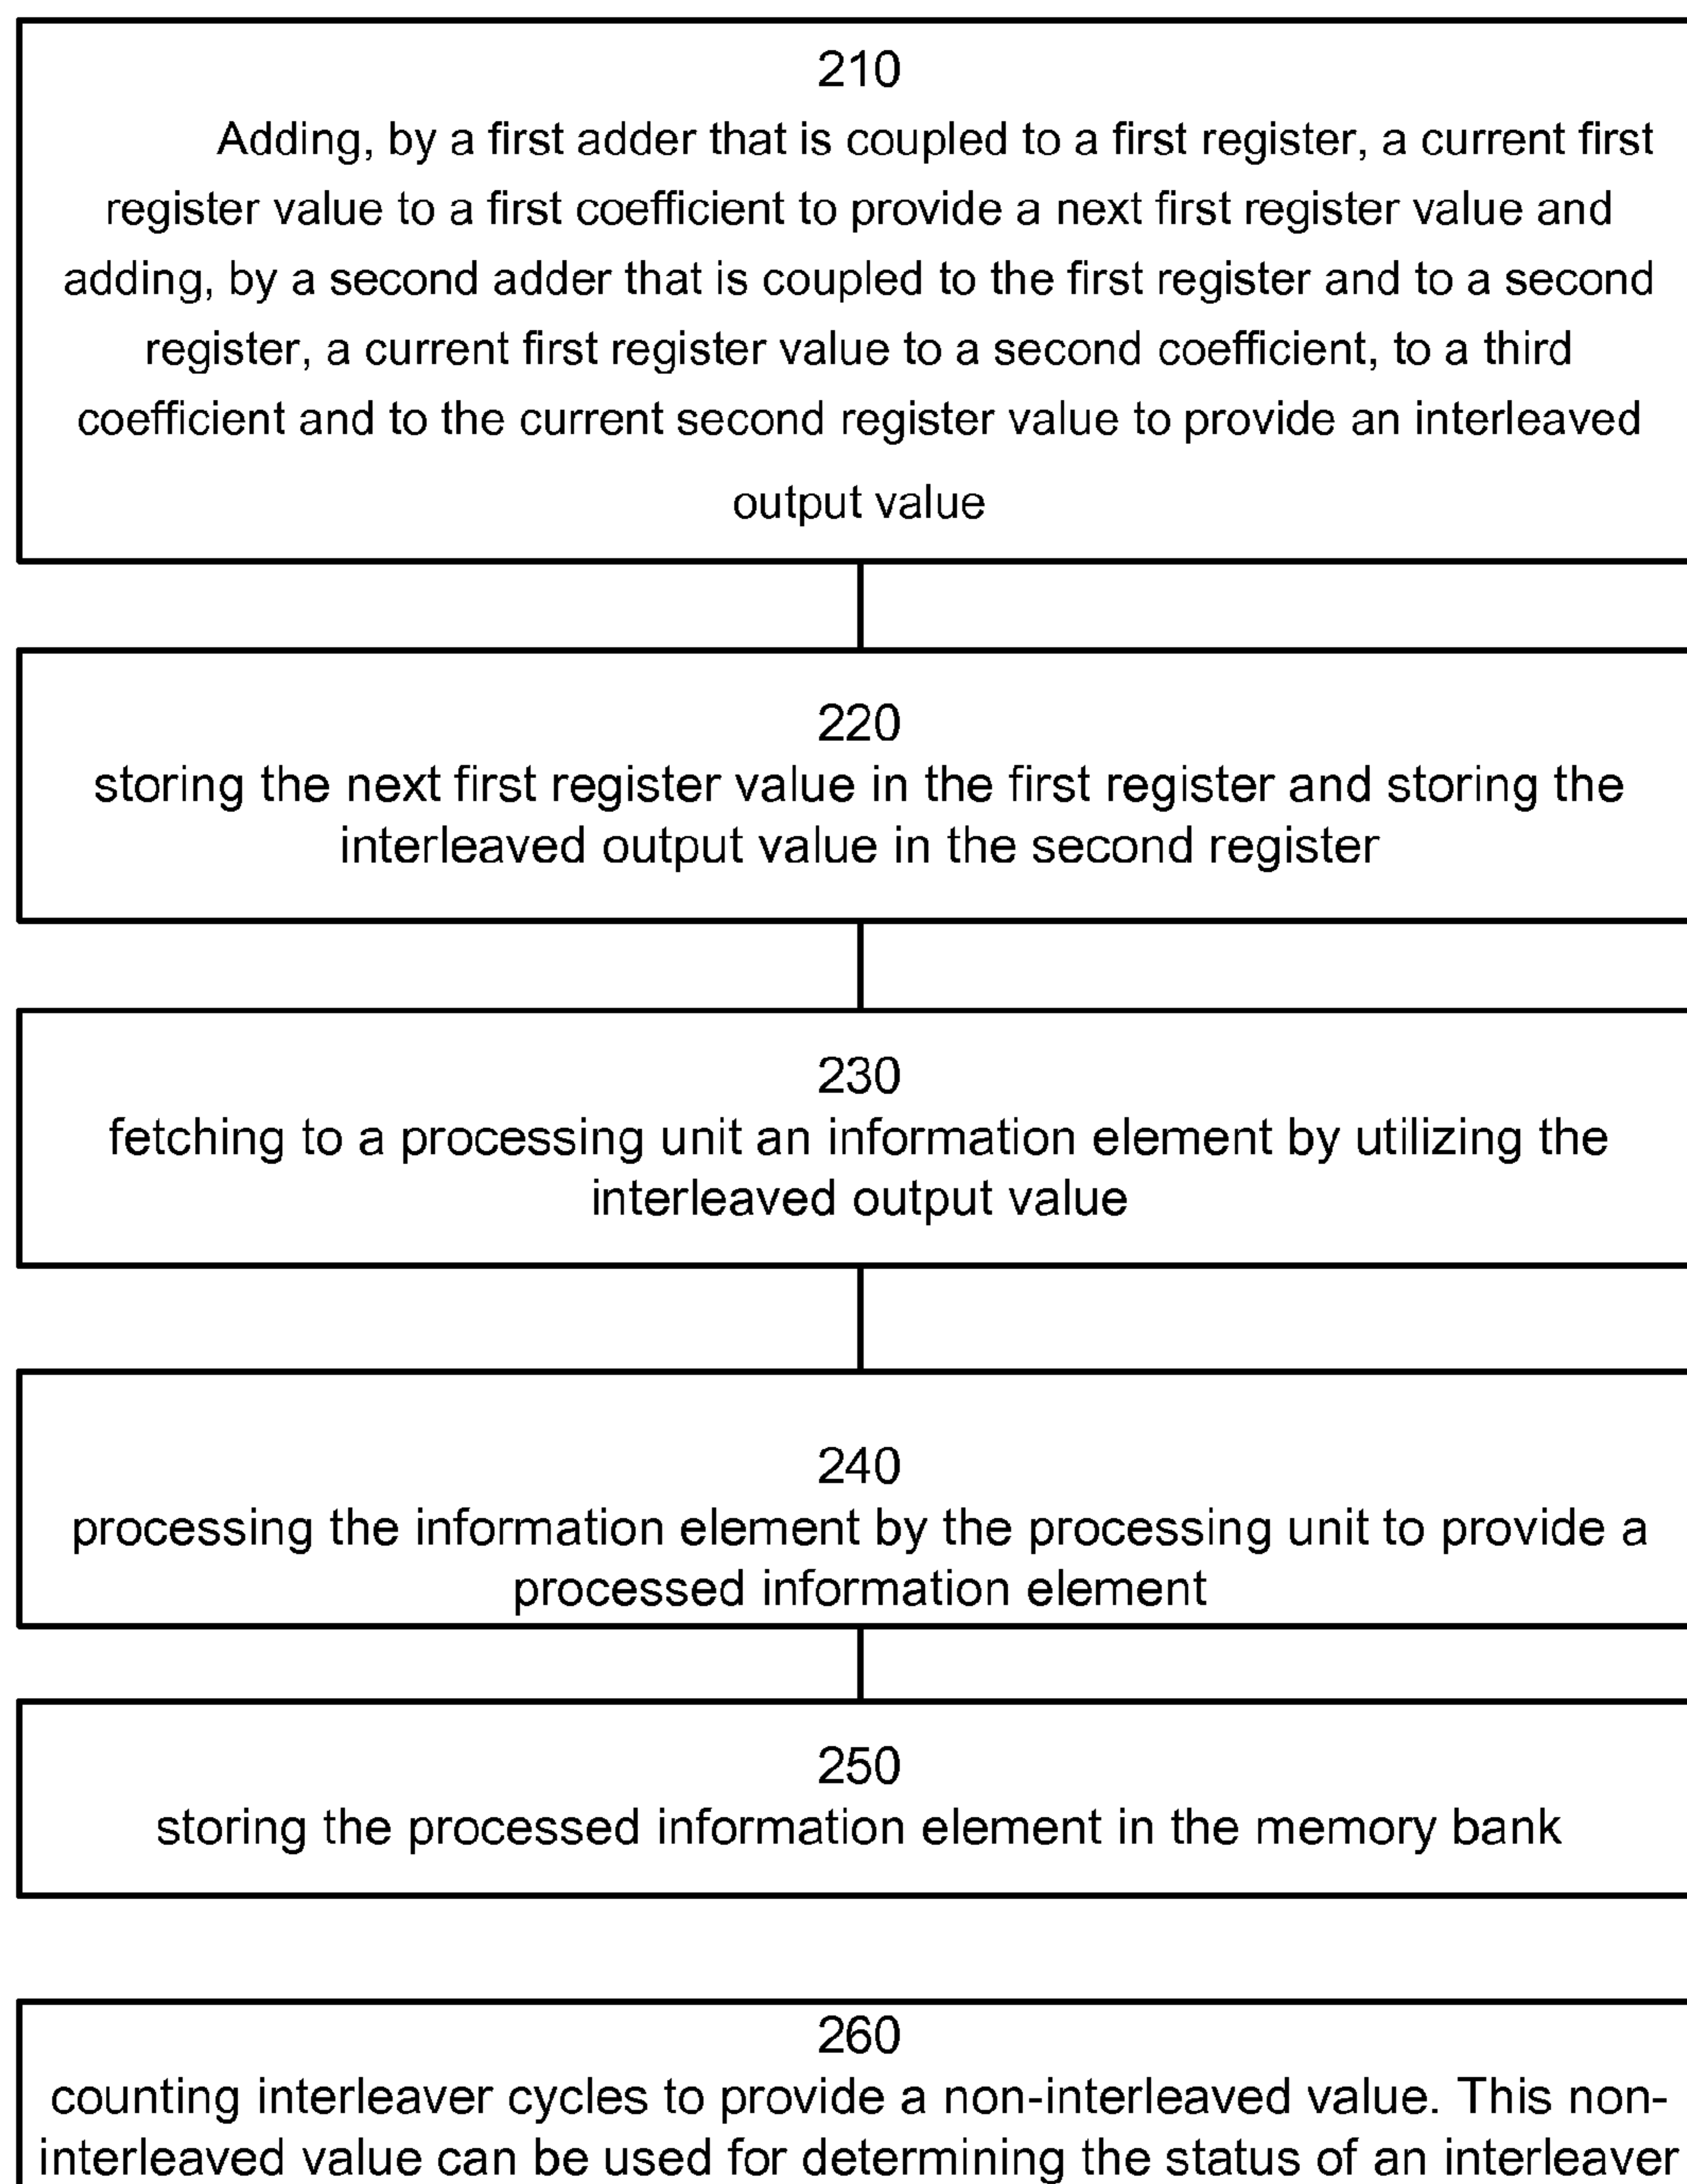 210
Adding, by a first adder that is coupled to a first register, a current first
register value to a first coefficient to provide a next first register value and
adding, by a second adder that is coupled to the first register and to a second
register, a current first register value to a second coefficient, to a third
coefficient and to the current second register value to provide an interleaved
output value
220
storing the next first register value in the first register and storing the
interleaved output value in the second register
230
fetching to a processing unit an information element by utilizing the
interleaved output value
240
processing the information element by the processing unit to provide a
processed information element
250
storing the processed information element in the memory bank
260
counting interleaver cycles to provide a non-interleaved value. This non-
interleaved value can be used for determining the status of an interleaver